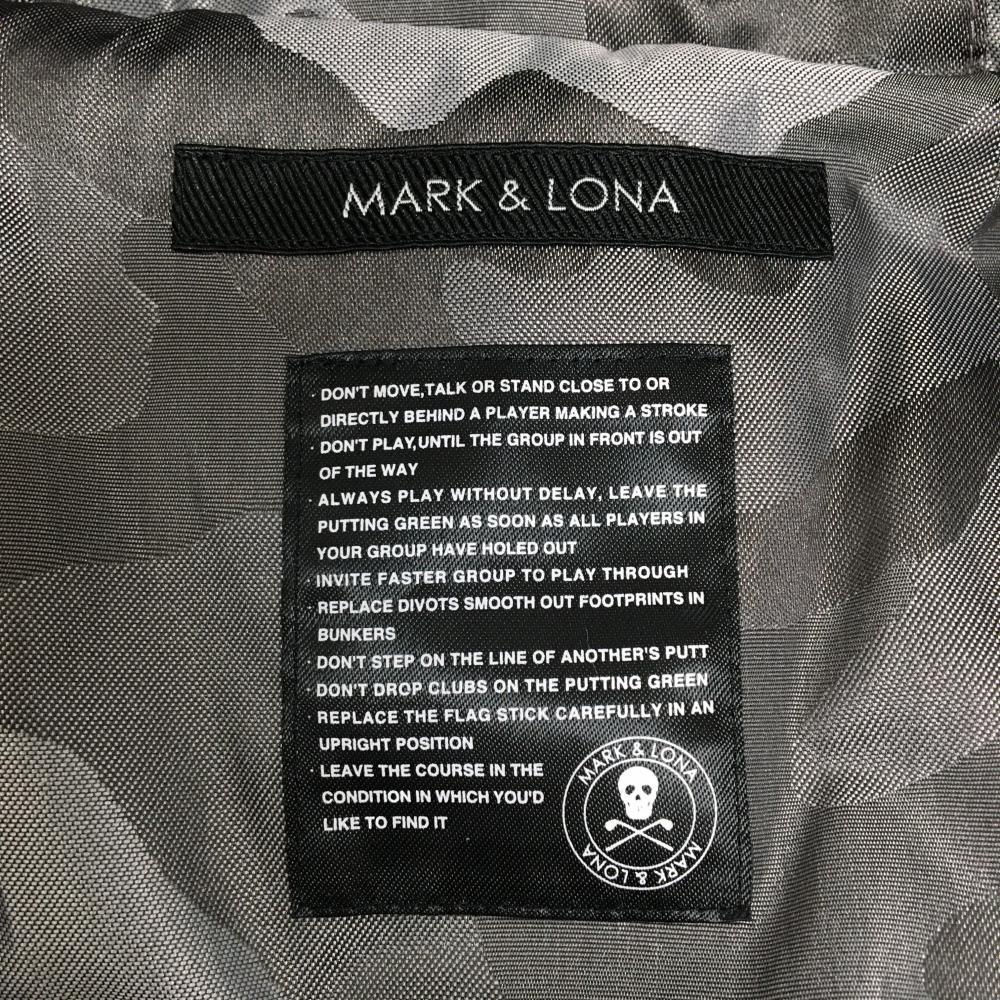 MARK & LONA
· DON'T MOVE,TALK OR STAND CLOSE TO OR
DIRECTLY BEHIND A PLAYER MAKING A STROKE
· DON'T PLAY,UNTIL THE GROUP IN FRONT IS OUT
OF THE WAY
· ALWAYS PLAY WITHOUT DELAY, LEAVE THE
PUTTING GREEN AS SOON AS ALL PLAYERS IN
YOUR GROUP HAVE HOLED OUT
· INVITE FASTER GROUP TO PLAY THROUGH
· REPLACE DIVOTS SMOOTH OUT FOOTPRINTS IN
BUNKERS
· DON'T STEP ON THE LINE OF ANOTHER'S PUTT
· DON'T DROP CLUBS ON THE PUTTING GREEN
REPLACE THE FLAG STICK CAREFULLY IN AN
UPRIGHT POSITION
· LEAVE THE COURSE IN THE
CONDITION IN WHICH YOU'D
LIKE TO FIND IT
MARK & LONA
MARK & LONA